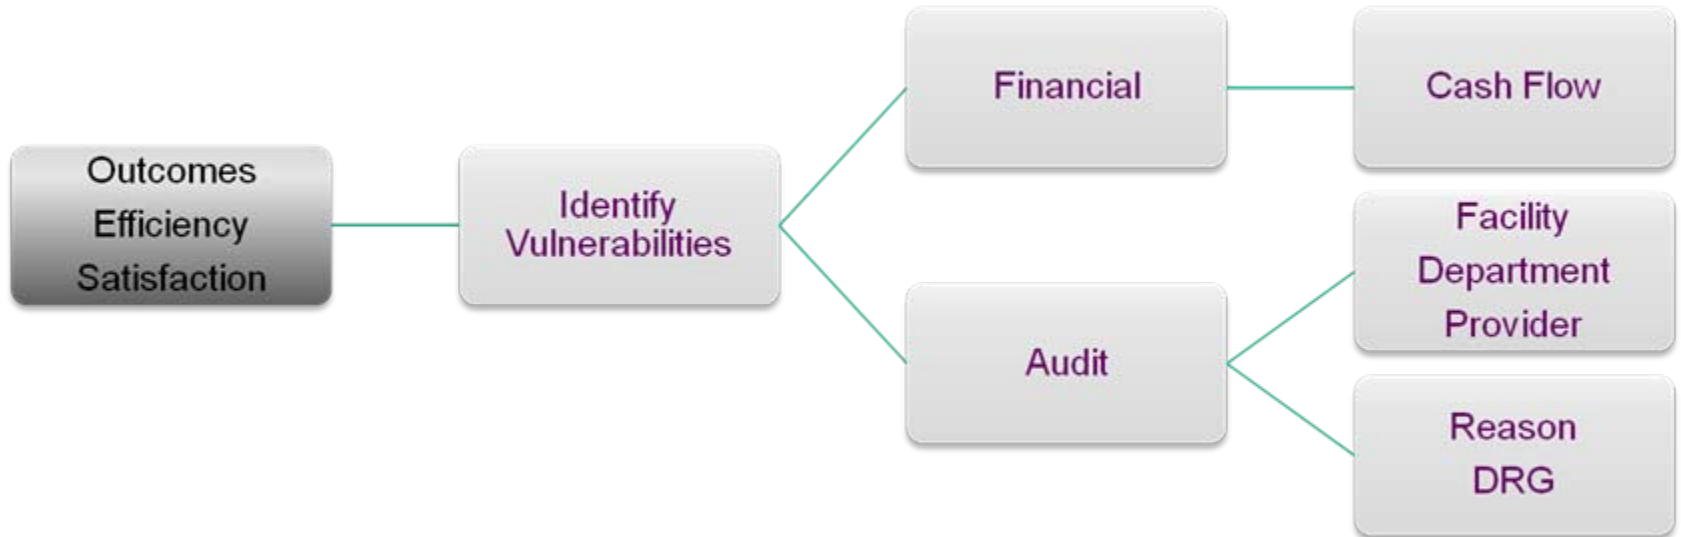 Outcomes
Efficiency
Satisfaction
Identify
Vulnerabilities
Financial
Cash Flow
Audit
Facility
Department
Provider
Reason
DRG